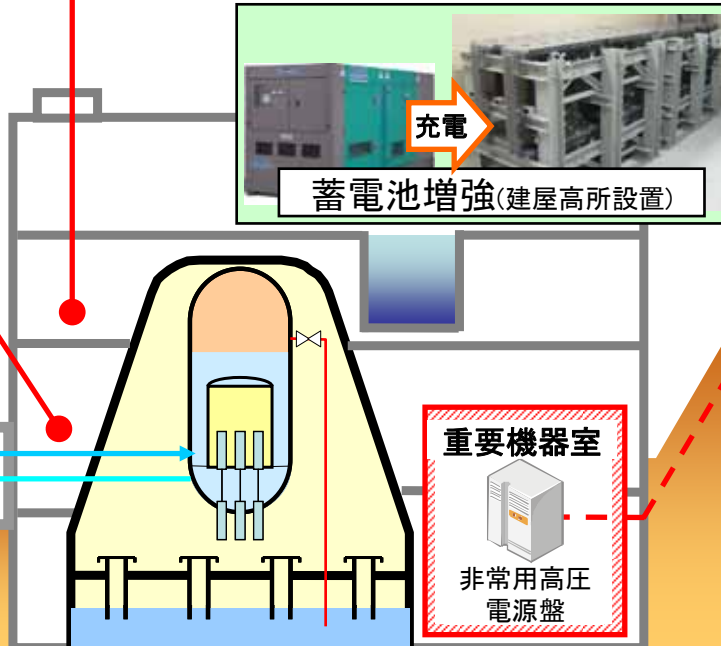 充電
蓄電池増強(建屋高所設置)
重要機器室
非常用高圧
電源盤